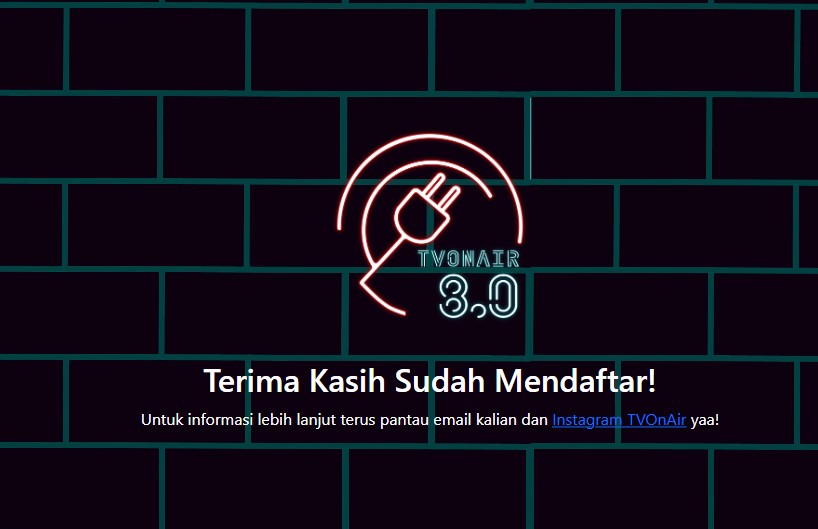 TVONAIR
3.0
Terima Kasih Sudah Mendaftar!
Untuk informasi lebih lanjut terus pantau email kalian dan Instagram TVOnAir yaa!